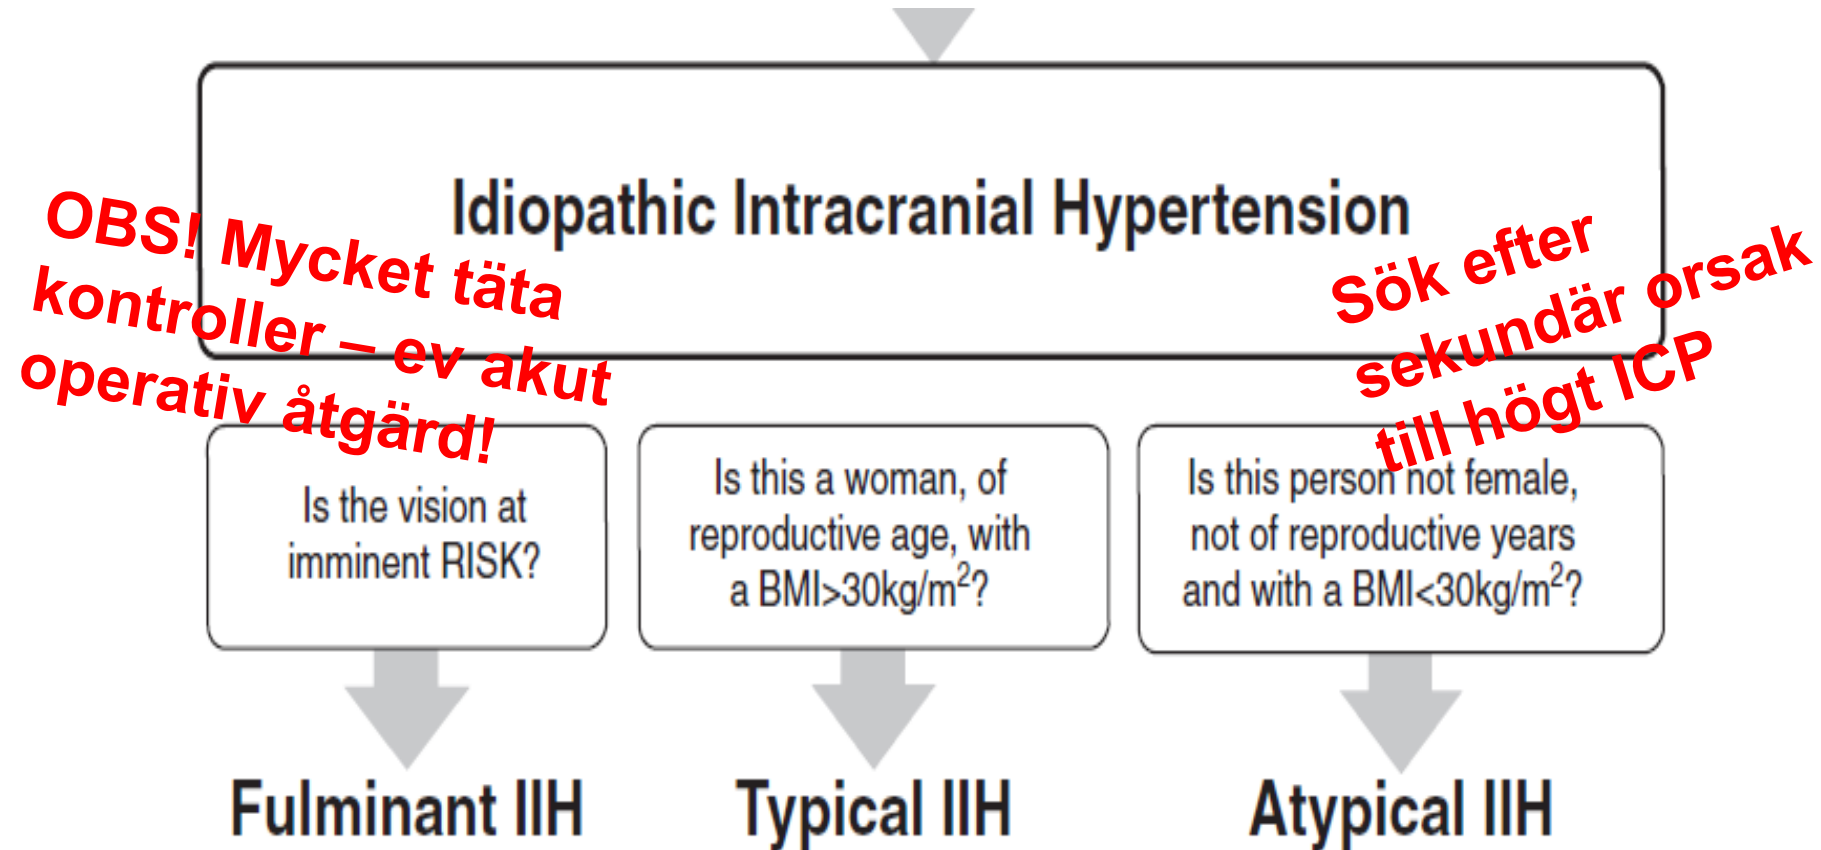 Idiopathic Intracranial Hypertension
OBS! Mycket täta
kontroller – ev akut
operativ åtgärd!
Sök efter
sekundär orsak
till högt ICP
Is the vision at
imminent RISK?
Is this a woman, of
reproductive age, with
a BMI>30kg/m²?
Is this person not female,
not of reproductive years
and with a BMI<30kg/m²?
Fulminant IIH
Typical IIH
Atypical IIH